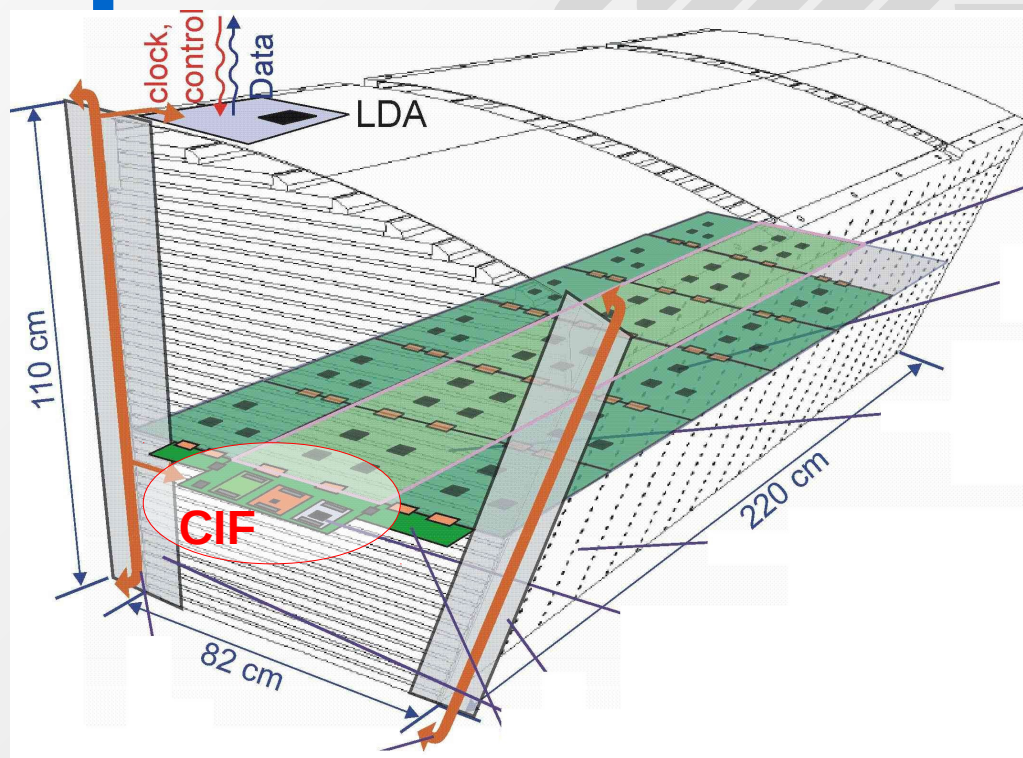 clock,
control
Data
LDA
110 cm
CIF
82 cm
220 cm